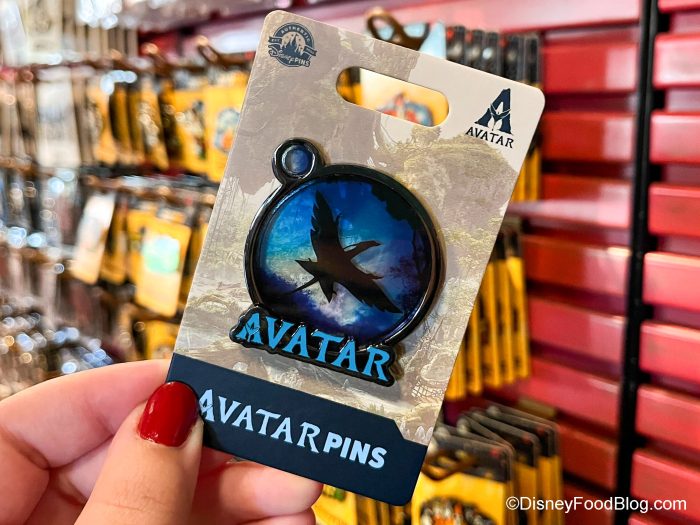 AUTHENTIC
Disney PINS
AVATAR
AVATAR
AVATAR PINS
©DisneyFoodBlog.com